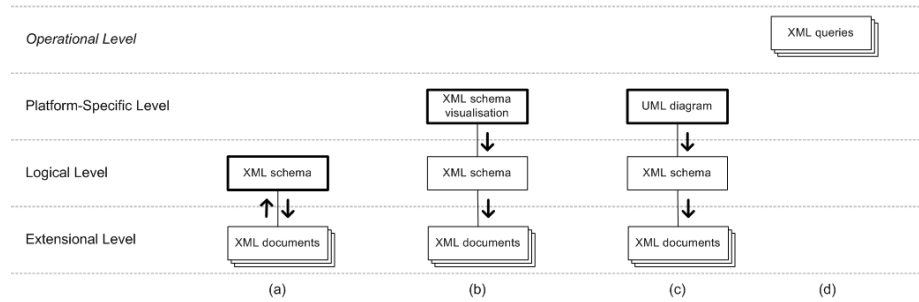 Operational Level
XML queries
Platform-Specific Level
XML schema
visualisation
UML diagram
Logical Level
XML schema
XML schema
XML schema
Extensional Level
XML documents
XML documents
XML documents
(a)
(b)
(c)
(d)